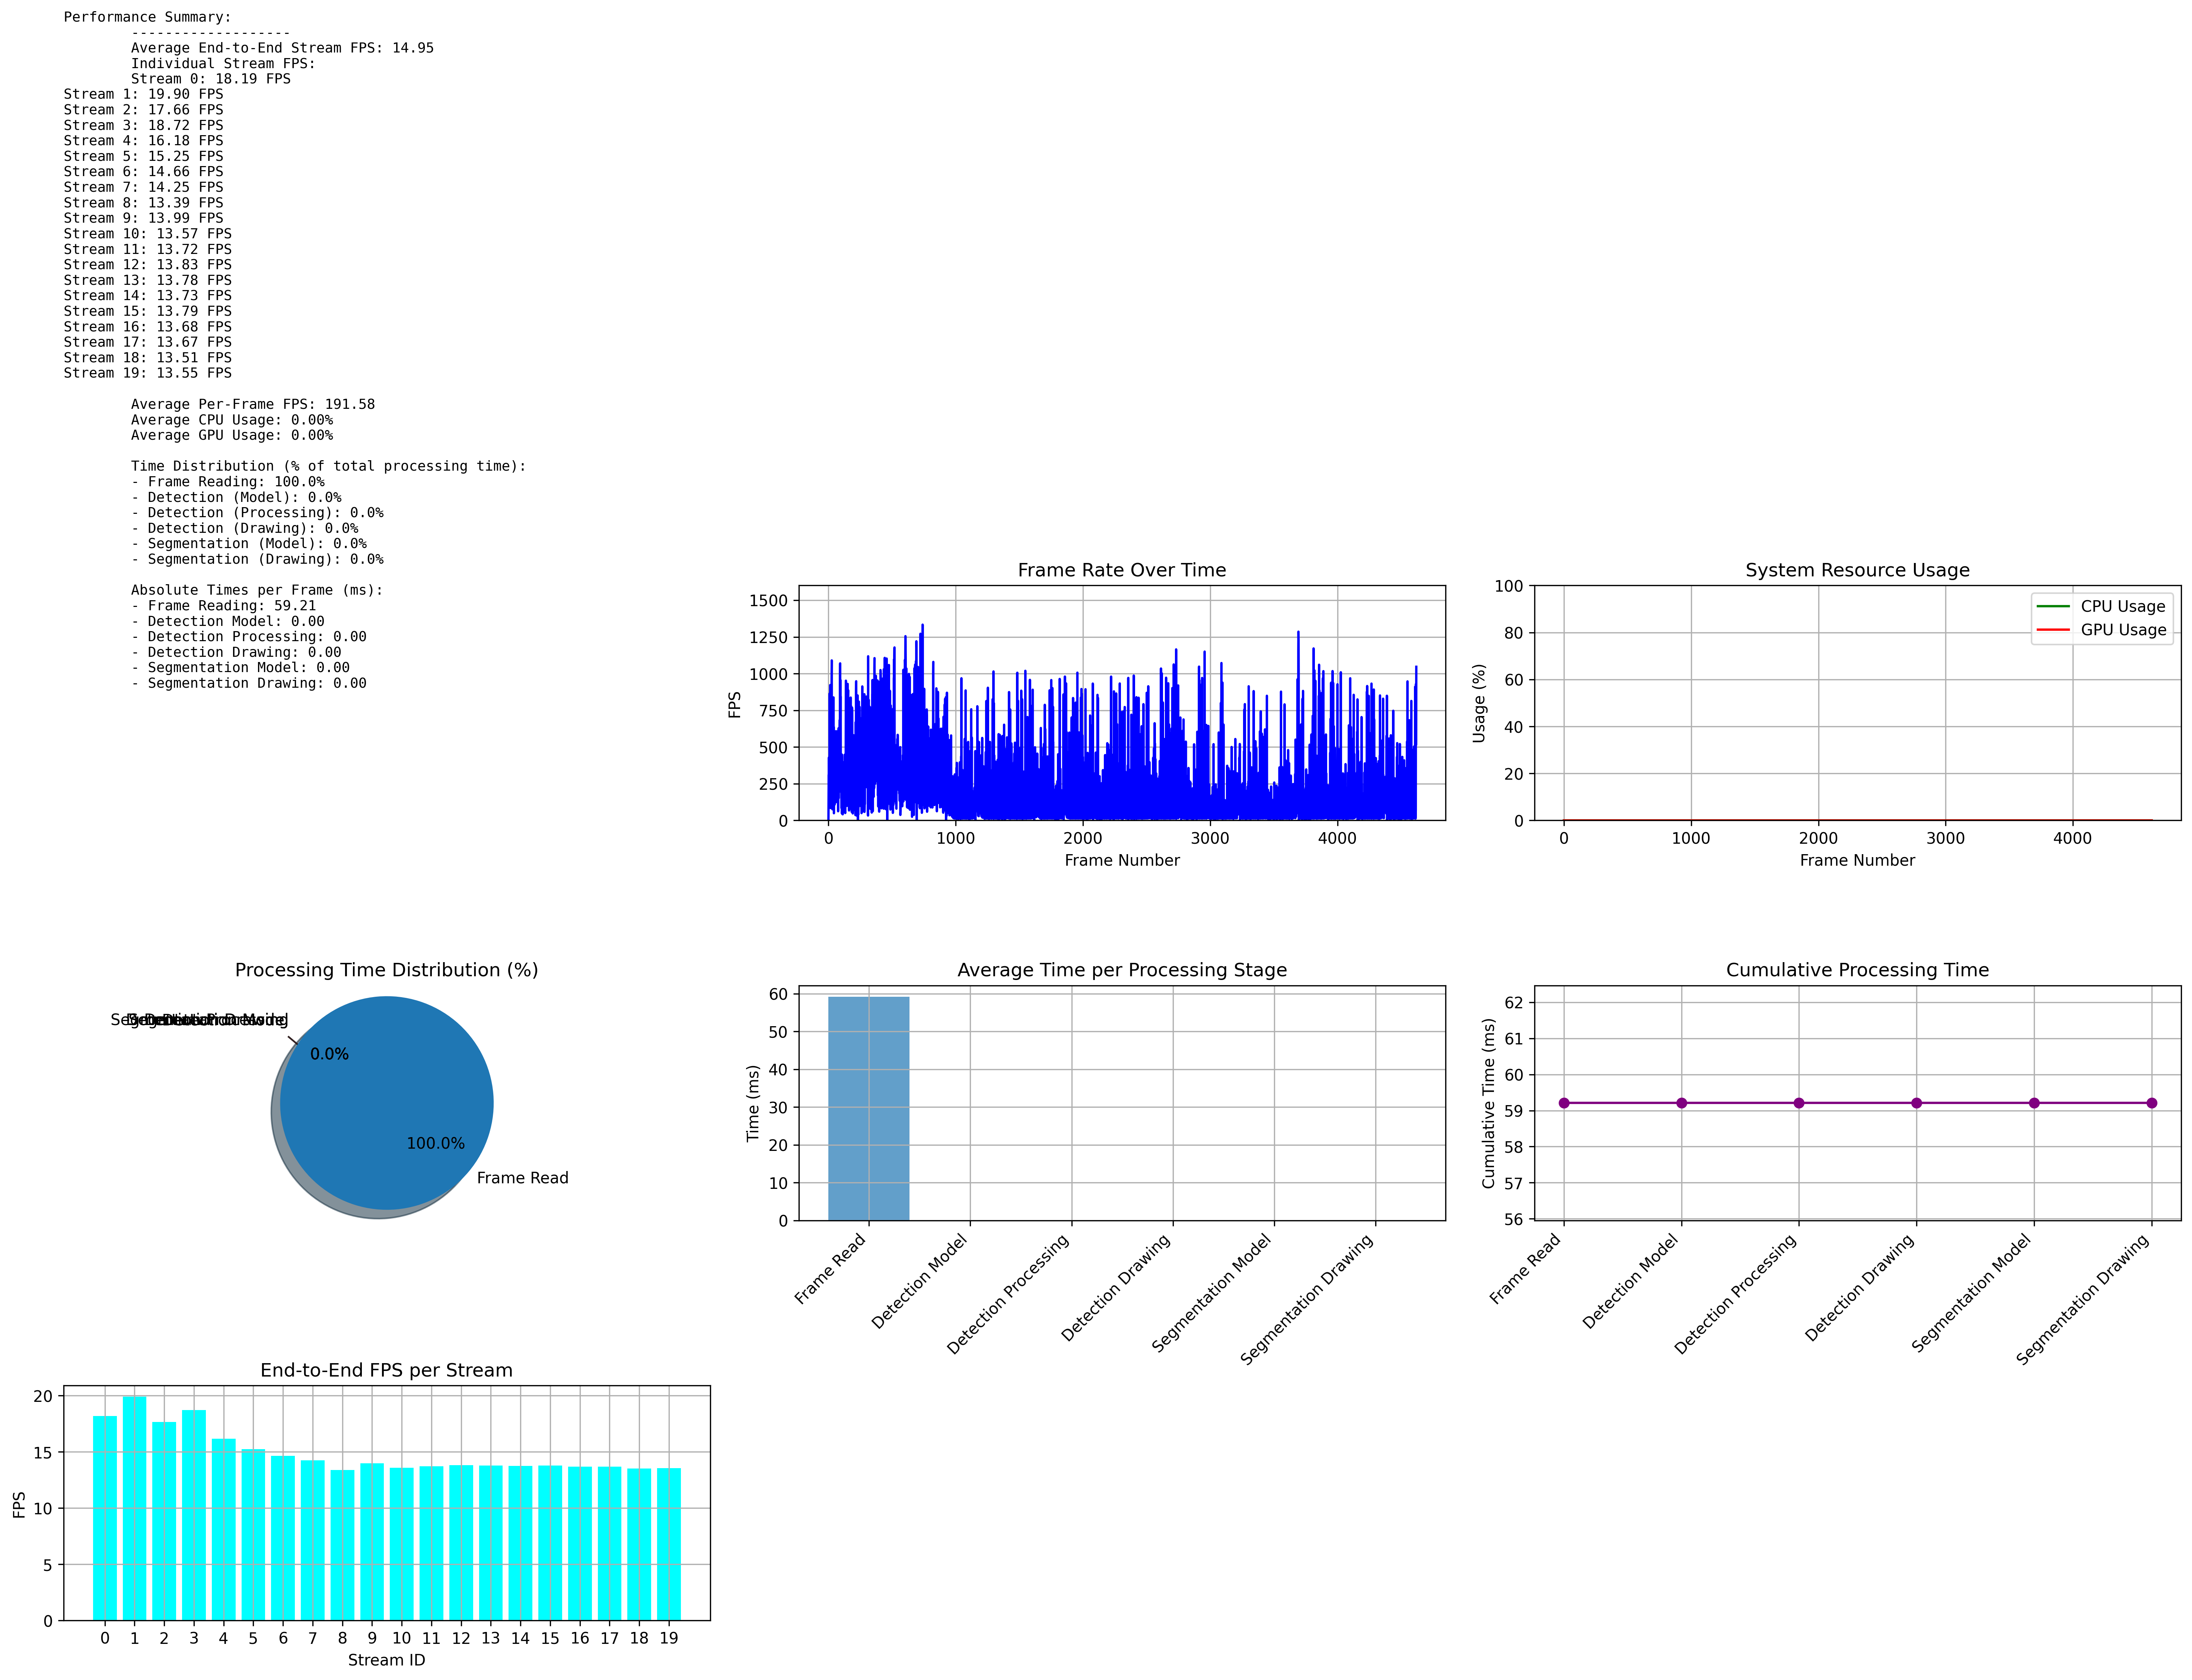 Performance Summary:
-------------------
Average End-to-End Stream FPS: 14.95
Individual Stream FPS:
Stream 0: 18.19 FPS
Stream 1: 19.90 FPS
Stream 2: 17.66 FPS
Stream 3: 18.72 FPS
Stream 4: 16.18 FPS
Stream 5: 15.25 FPS
Stream 6: 14.66 FPS
Stream 7: 14.25 FPS
Stream 8: 13.39 FPS
Stream 9: 13.99 FPS
Stream 10: 13.57 FPS
Stream 11: 13.72 FPS
Stream 12: 13.83 FPS
Stream 13: 13.78 FPS
Stream 14: 13.73 FPS
Stream 15: 13.79 FPS
Stream 16: 13.68 FPS
Stream 17: 13.67 FPS
Stream 18: 13.51 FPS
Stream 19: 13.55 FPS
Average Per-Frame FPS: 191.58
Average CPU Usage: 0.00%
Average GPU Usage: 0.00%
Time Distribution (% of total processing time):
- Frame Reading: 100.0%
- Detection (Model): 0.0%
- Detection (Processing): 0.0%
- Detection (Drawing): 0.0%
- Segmentation (Model): 0.0%
- Segmentation (Drawing): 0.0%
Absolute Times per Frame (ms):
- Frame Reading: 59.21
- Detection Model: 0.00
- Detection Processing: 0.00
- Detection Drawing: 0.00
- Segmentation Model: 0.00
- Segmentation Drawing: 0.00
Frame Rate Over Time
1500
1250
1000
750
500
250
0
FPS
0 1000 2000 3000 4000
Frame Number
System Resource Usage
100
80
60
40
20
0
Usage (%)
CPU Usage
GPU Usage
0 1000 2000 3000 4000
Frame Number
Processing Time Distribution (%)
0.0%
100.0%
Frame Read
Average Time per Processing Stage
60
50
40
30
20
10
0
Time (ms)
Frame Read
Detection Model
Detection Processing
Detection Drawing
Segmentation Model
Segmentation Drawing
Cumulative Processing Time
62
61
60
59
58
57
56
Cumulative Time (ms)
Frame Read
Detection Model
Detection Processing
Detection Drawing
Segmentation Model
Segmentation Drawing
End-to-End FPS per Stream
20
15
10
5
0
FPS
0 1 2 3 4 5 6 7 8 9 10 11 12 13 14 15 16 17 18 19
Stream ID